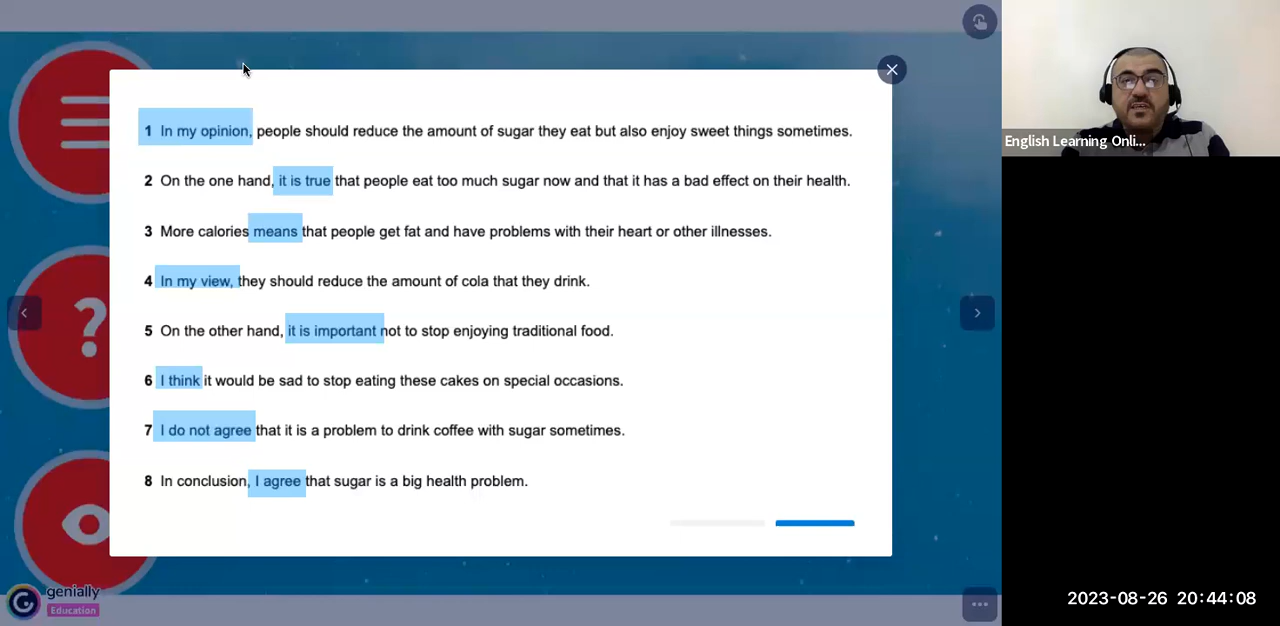 1 In my opinion, people should reduce the amount of sugar they eat but also enjoy sweet things sometimes.
English Learning Onli...
2 On the one hand, it is true that people eat too much sugar now and that it has a bad effect on their health.
3 More calories means that people get fat and have problems with their heart or other illnesses.
4 In my view, they should reduce the amount of cola that they drink.
5 On the other hand, it is important not to stop enjoying traditional food.
6 I think it would be sad to stop eating these cakes on special occasions.
7 I do not agree that it is a problem to drink coffee with sugar sometimes.
8 In conclusion, I agree that sugar is a big health problem.
genially
Education
2023-08-26 20:44:08